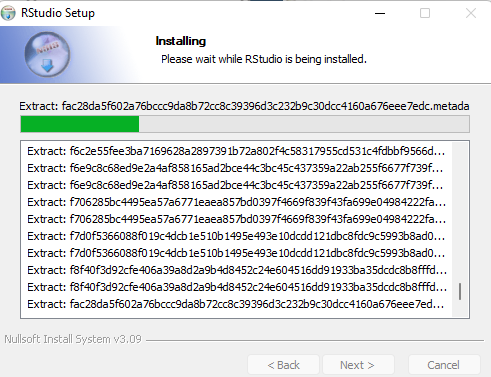 RStudio Setup
Installing
Please wait while RStudio is being installed.
Extract: fac28da5f602a76bccc9da8b72cc8c39396d3c232b9c30dcc4160a676eee7edc.metada
Extract: f6c2e55fee3ba7169628a2897391b72a802f4c58317955cd531c4fdbbf9566d...
Extract: f6e9c8c68ed9e2a4af858165ad2bce44c3bc45c437359a22ab255f6677f739f...
Extract: f6e9c8c68ed9e2a4af858165ad2bce44c3bc45c437359a22ab255f6677f739f...
Extract: f706285bc4495ea57a6771eaea857bd0397f4669f839f43fa699e04984222fa...
Extract: f706285bc4495ea57a6771eaea857bd0397f4669f839f43fa699e04984222fa...
Extract: f7d0f5366088f019c4dcb1e510b1495e493e10dcdd121dbc8fdc9c5993b8ad0...
Extract: f7d0f5366088f019c4dcb1e510b1495e493e10dcdd121dbc8fdc9c5993b8ad0...
Extract: f8f40f3d92cfe406a39a8d2a9b4d8452c24e604516dd91933ba35dcdc8b8fffd...
Extract: f8f40f3d92cfe406a39a8d2a9b4d8452c24e604516dd91933ba35dcdc8b8fffd...
Extract: fac28da5f602a76bccc9da8b72cc8c39396d3c232b9c30dcc4160a676eee7ed...
Nullsoft Install System v3.09
< Back Next > Cancel